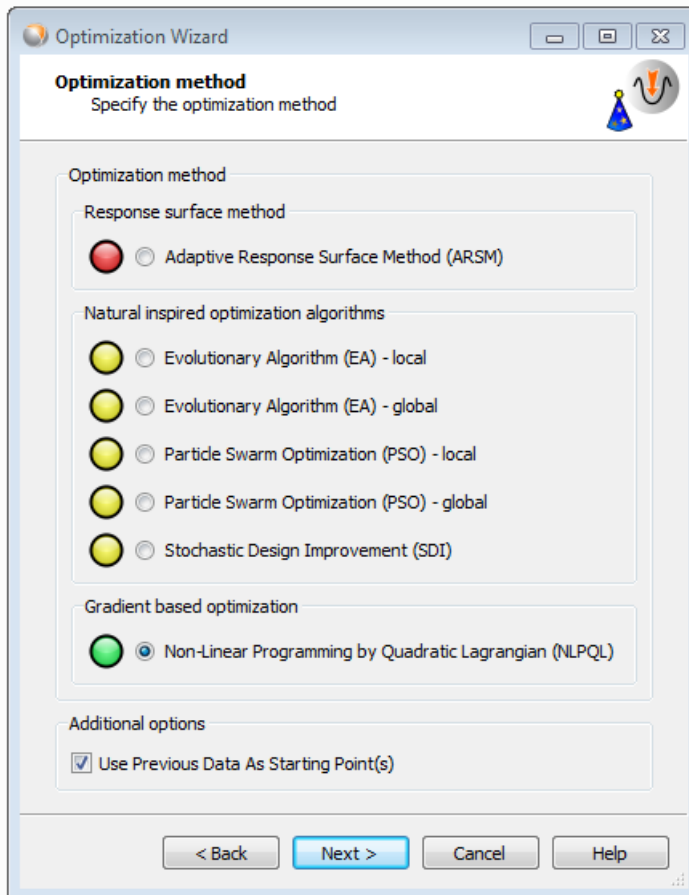 Optimization Wizard
Optimization method
Specify the optimization method
Optimization method
Response surface method
Adaptive Response Surface Method (ARSM)
Natural inspired optimization algorithms
Evolutionary Algorithm (EA) - local
Evolutionary Algorithm (EA) - global
Particle Swarm Optimization (PSO) - local
Particle Swarm Optimization (PSO) - global
Stochastic Design Improvement (SDI)
Gradient based optimization
Non-Linear Programming by Quadratic Lagrangian (NLPQL)
Additional options
Use Previous Data As Starting Point(s)
< Back Next > Cancel Help